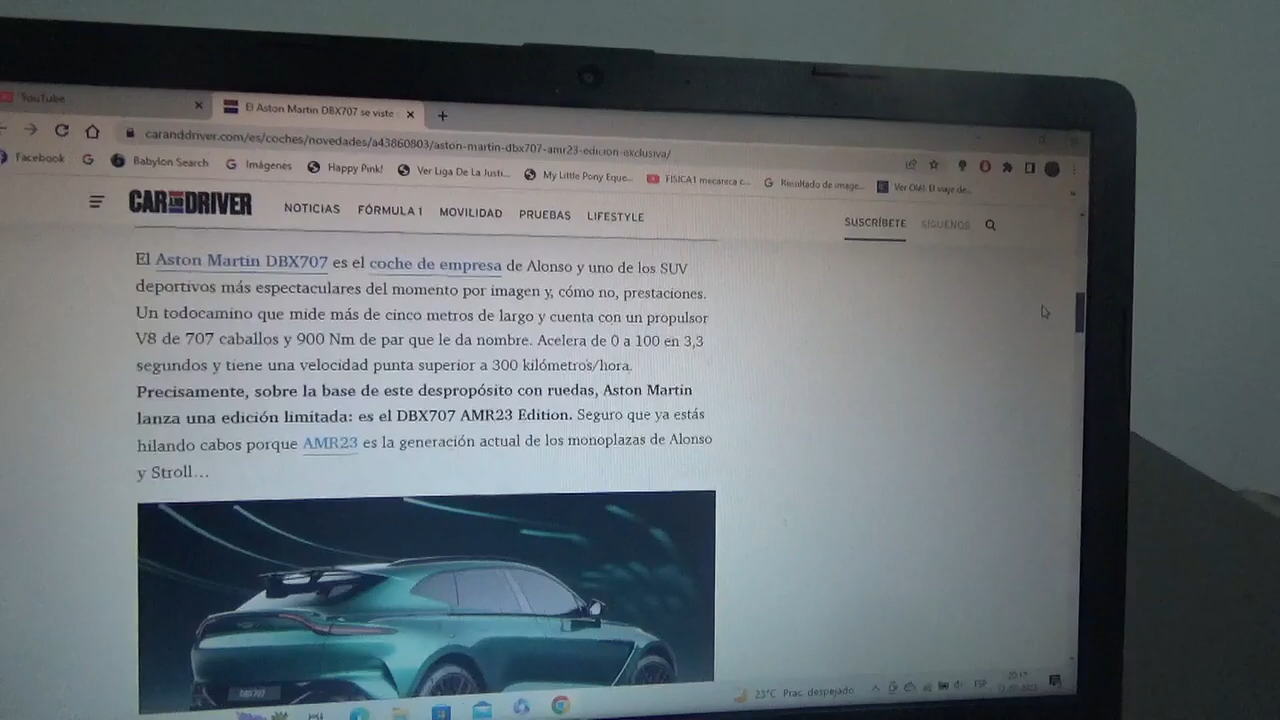 YouTube
El Aston Martin DBX707 se viste
caranddriver.com/es/coches/novedades/a43860803/aston-martin-dbx707-amr23-edicion-exclusiva/
Facebook
Babylon Search
Imágenes
Happy Pink!
Ver Liga De La Justi...
My Little Pony Eque...
FISICA1 mecanica c...
Resultado de image...
Ver Olé! El viaje de...
CAR AND DRIVER
NOTICIAS FÓRMULA 1 MOVILIDAD PRUEBAS LIFESTYLE
SUSCRÍBETE SÍGUENOS
El Aston Martin DBX707 es el coche de empresa de Alonso y uno de los SUV
deportivos más espectaculares del momento por imagen y, cómo no, prestaciones.
Un todocamino que mide más de cinco metros de largo y cuenta con un propulsor
V8 de 707 caballos y 900 Nm de par que le da nombre. Acelera de 0 a 100 en 3,3
segundos y tiene una velocidad punta superior a 300 kilómetros/hora.
Precisamente, sobre la base de este despropósito con ruedas, Aston Martin
lanza una edición limitada: es el DBX707 AMR23 Edition. Seguro que ya estás
hilando cabos porque AMR23 es la generación actual de los monoplazas de Alonso
y Stroll...
DBX707
23°C Prac. despejado
ESP